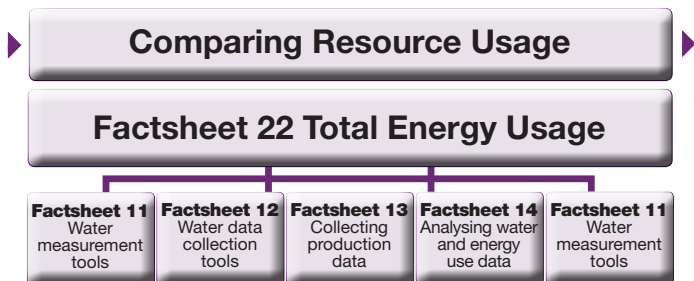 Comparing Resource Usage
Factsheet 22 Total Energy Usage
Factsheet 11
Water
measurement
tools
Factsheet 12
Water data
collection
tools
Factsheet 13
Collecting
production
data
Factsheet 14
Analysing water
and energy
use data
Factsheet 11
Water
measurement
tools